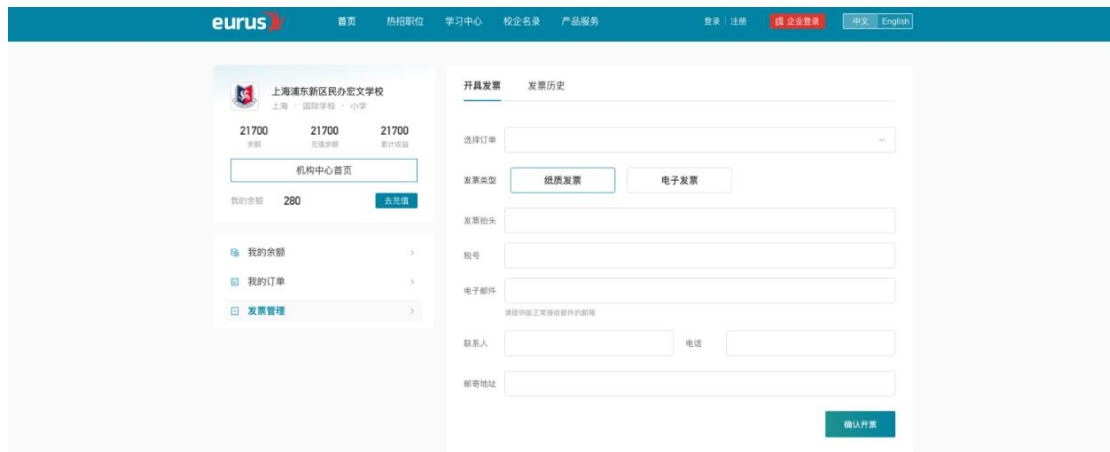 eurus 首页 热招职位 学习中心 校企名录 产品服务 登录 | 注册 企业登录 中文 English
上海浦东新区民办宏文学校
上海 · 国际学校 · 小学
21700 21700 21700
余额 充值余额 累计收益
机构中心首页
我的余额 280 去充值
我的余额
我的订单
发票管理
开具发票 发票历史
选择订单
发票类型 纸质发票 电子发票
发票抬头
税号
电子邮件
请提供能正常接收邮件的邮箱
联系人 电话
邮寄地址
确认开票